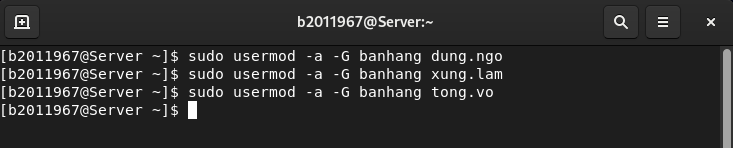 b2011967@Server:~
[b2011967@Server ~]$ sudo usermod -a -G banhang dung.ngo
[b2011967@Server ~]$ sudo usermod -a -G banhang xung.lam
[b2011967@Server ~]$ sudo usermod -a -G banhang tong.vo
[b2011967@Server ~]$